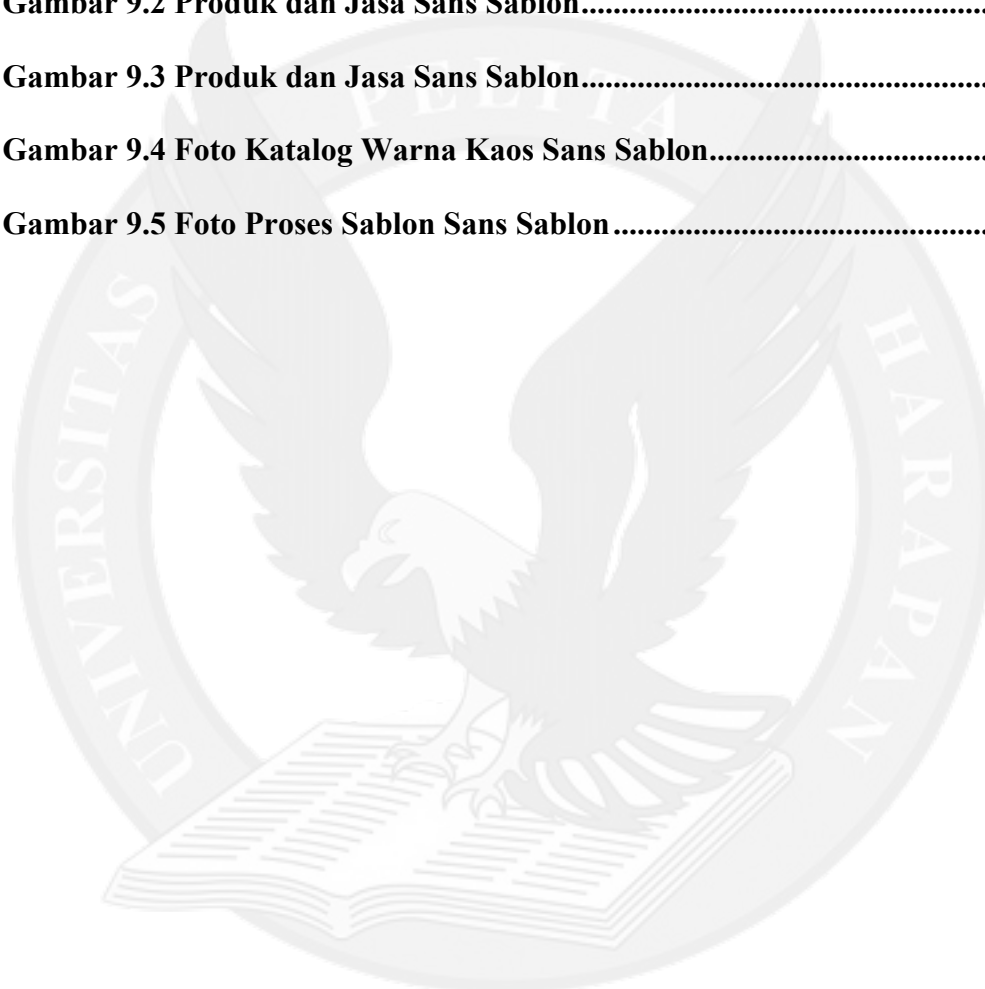 Gambar 9.2 Produk dan Jasa Sans Sablon..................................................
Gambar 9.3 Produk dan Jasa Sans Sablon..................................................
Gambar 9.4 Foto Katalog Warna Kaos Sans Sablon..................................
Gambar 9.5 Foto Proses Sablon Sans Sablon..............................................
UNIVERSITAS PELITA HARAPAN